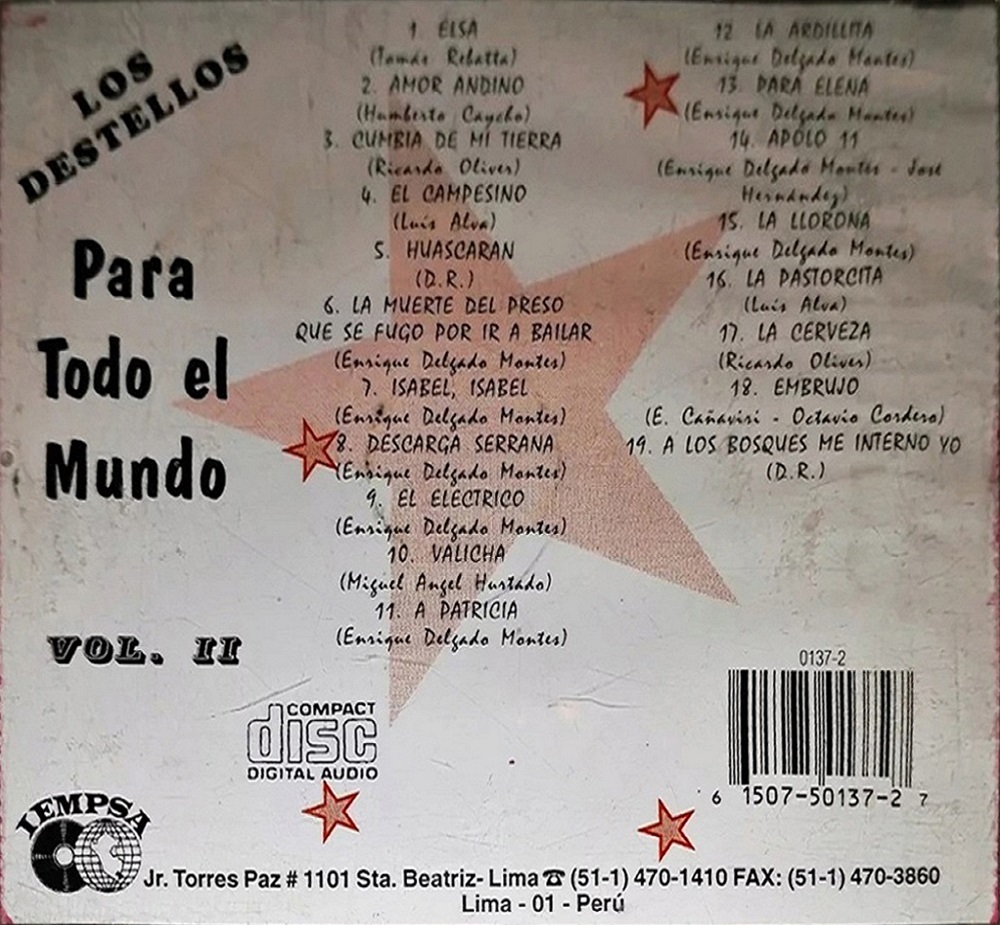 LOS
DESTELLOS
Para
Todo el
Mundo
VOL. II
1. ELSA
(Tomás Rebatta)
2. AMOR ANDINO
(Humberto Caycho)
3. CUMBIA DE MI TIERRA
(Ricardo Oliver)
4. EL CAMPESINO
(Luis Alva)
5. HUASCARAN
(D.R.)
6. LA MUERTE DEL PRESO
QUE SE FUGO POR IR A BAILAR
(Enrique Delgado Montes)
7. ISABEL, ISABEL
(Enrique Delgado Montes)
8. DESCARGA SERRANA
(Enrique Delgado Montes)
9. EL ELECTRICO
(Enrique Delgado Montes)
10. VALICHA
(Miguel Angel Hurtado)
11. A PATRICIA
(Enrique Delgado Montes)
12 LA ARDILLITA
(Enrique Delgado Montes)
13. PARA ELENA
(Enrique Delgado Montes)
14. APOLO 11
(Enrique Delgado Montes - José
Hernández)
15. LA LLORONA
(Enrique Delgado Montes)
16. LA PASTORCITA
(Luis Alva)
17. LA CERVEZA
(Ricardo Oliver)
18. EMBRUJO
(E. Cañaviri - Octavio Cordero)
19. A LOS BOSQUES ME INTERNO YO
(D.R.)
0137-2
6 1507-50137-2 7
COMPACT
disc
DIGITAL AUDIO
IEMPSA
Jr. Torres Paz # 1101 Sta. Beatriz- Lima ☎ (51-1) 470-1410 FAX: (51-1) 470-3860
Lima - 01 - Perú